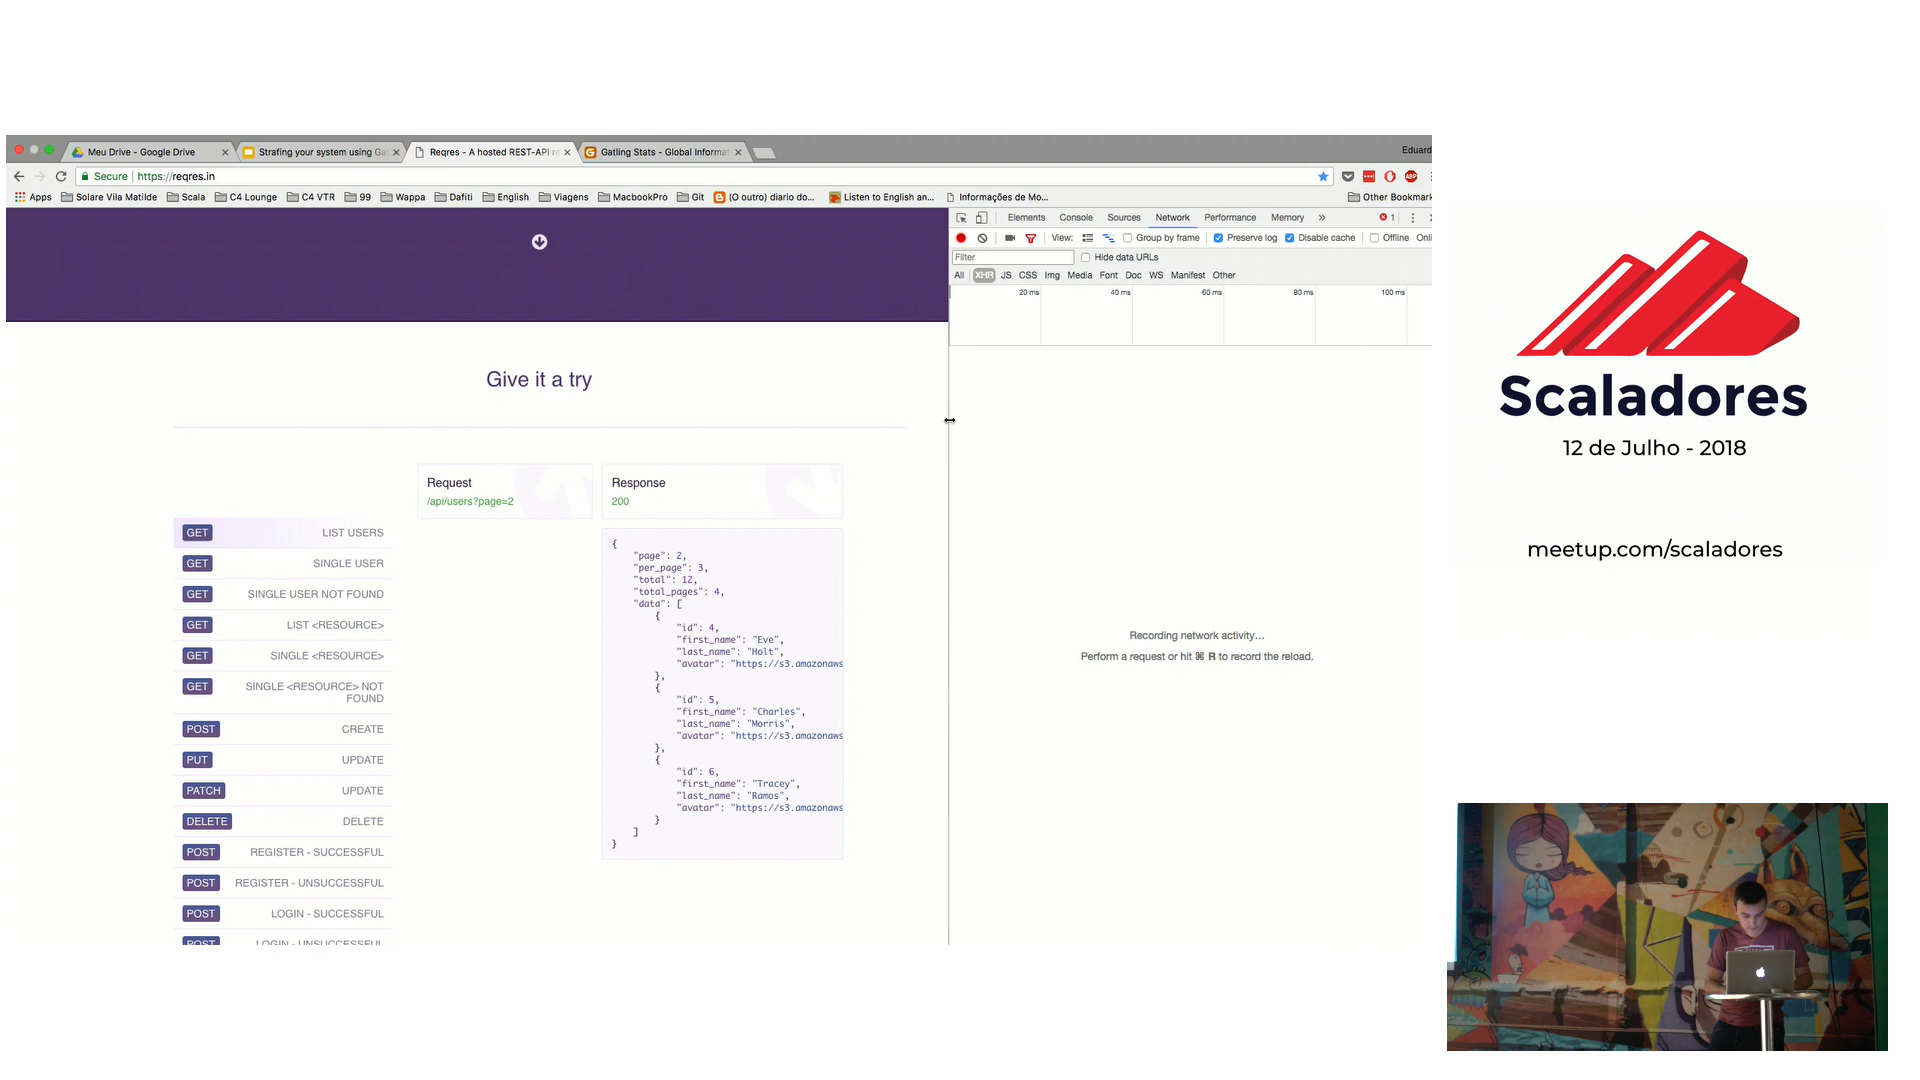 Meu Drive - Google Drive
Strafing your system using Ga
Reqres - A hosted REST-API re
Gatling Stats - Global Informat
Eduard
Secure
https://reqres.in
Apps
Solare Vila Matilde
Scala
C4 Lounge
C4 VTR
99
Wappa
Dafiti
English
Viagens
MacbookPro
Git
(O outro) diario do...
Listen to English an...
Informações de Mo...
Other Bookmark
Give it a try
Request
/api/users?page=2
Response
200
GET LIST USERS
GET SINGLE USER
GET SINGLE USER NOT FOUND
GET LIST <RESOURCE>
GET SINGLE <RESOURCE>
GET SINGLE <RESOURCE> NOT
FOUND
POST CREATE
PUT UPDATE
PATCH UPDATE
DELETE DELETE
POST REGISTER - SUCCESSFUL
POST REGISTER - UNSUCCESSFUL
POST LOGIN - SUCCESSFUL
POST LOGIN - UNSUCCESSFUL
{
"page": 2,
"per_page": 3,
"total": 12,
"total_pages": 4,
"data": [
{
"id": 4,
"first_name": "Eve",
"last_name": "Holt",
"avatar": "https://s3.amazonaws
},
{
"id": 5,
"first_name": "Charles",
"last_name": "Morris",
"avatar": "https://s3.amazonaws
},
{
"id": 6,
"first_name": "Tracey",
"last_name": "Ramos",
"avatar": "https://s3.amazonaws
}
]
}
Elements Console Sources Network Performance Memory » 1
View: Group by frame Preserve log Disable cache Offline Onli
Filter Hide data URLs
All XHR JS CSS Img Media Font Doc WS Manifest Other
20 ms 40 ms 60 ms 80 ms 100 ms
Recording network activity…
Perform a request or hit ⌘ R to record the reload.
Scaladores
12 de Julho - 2018
meetup.com/scaladores